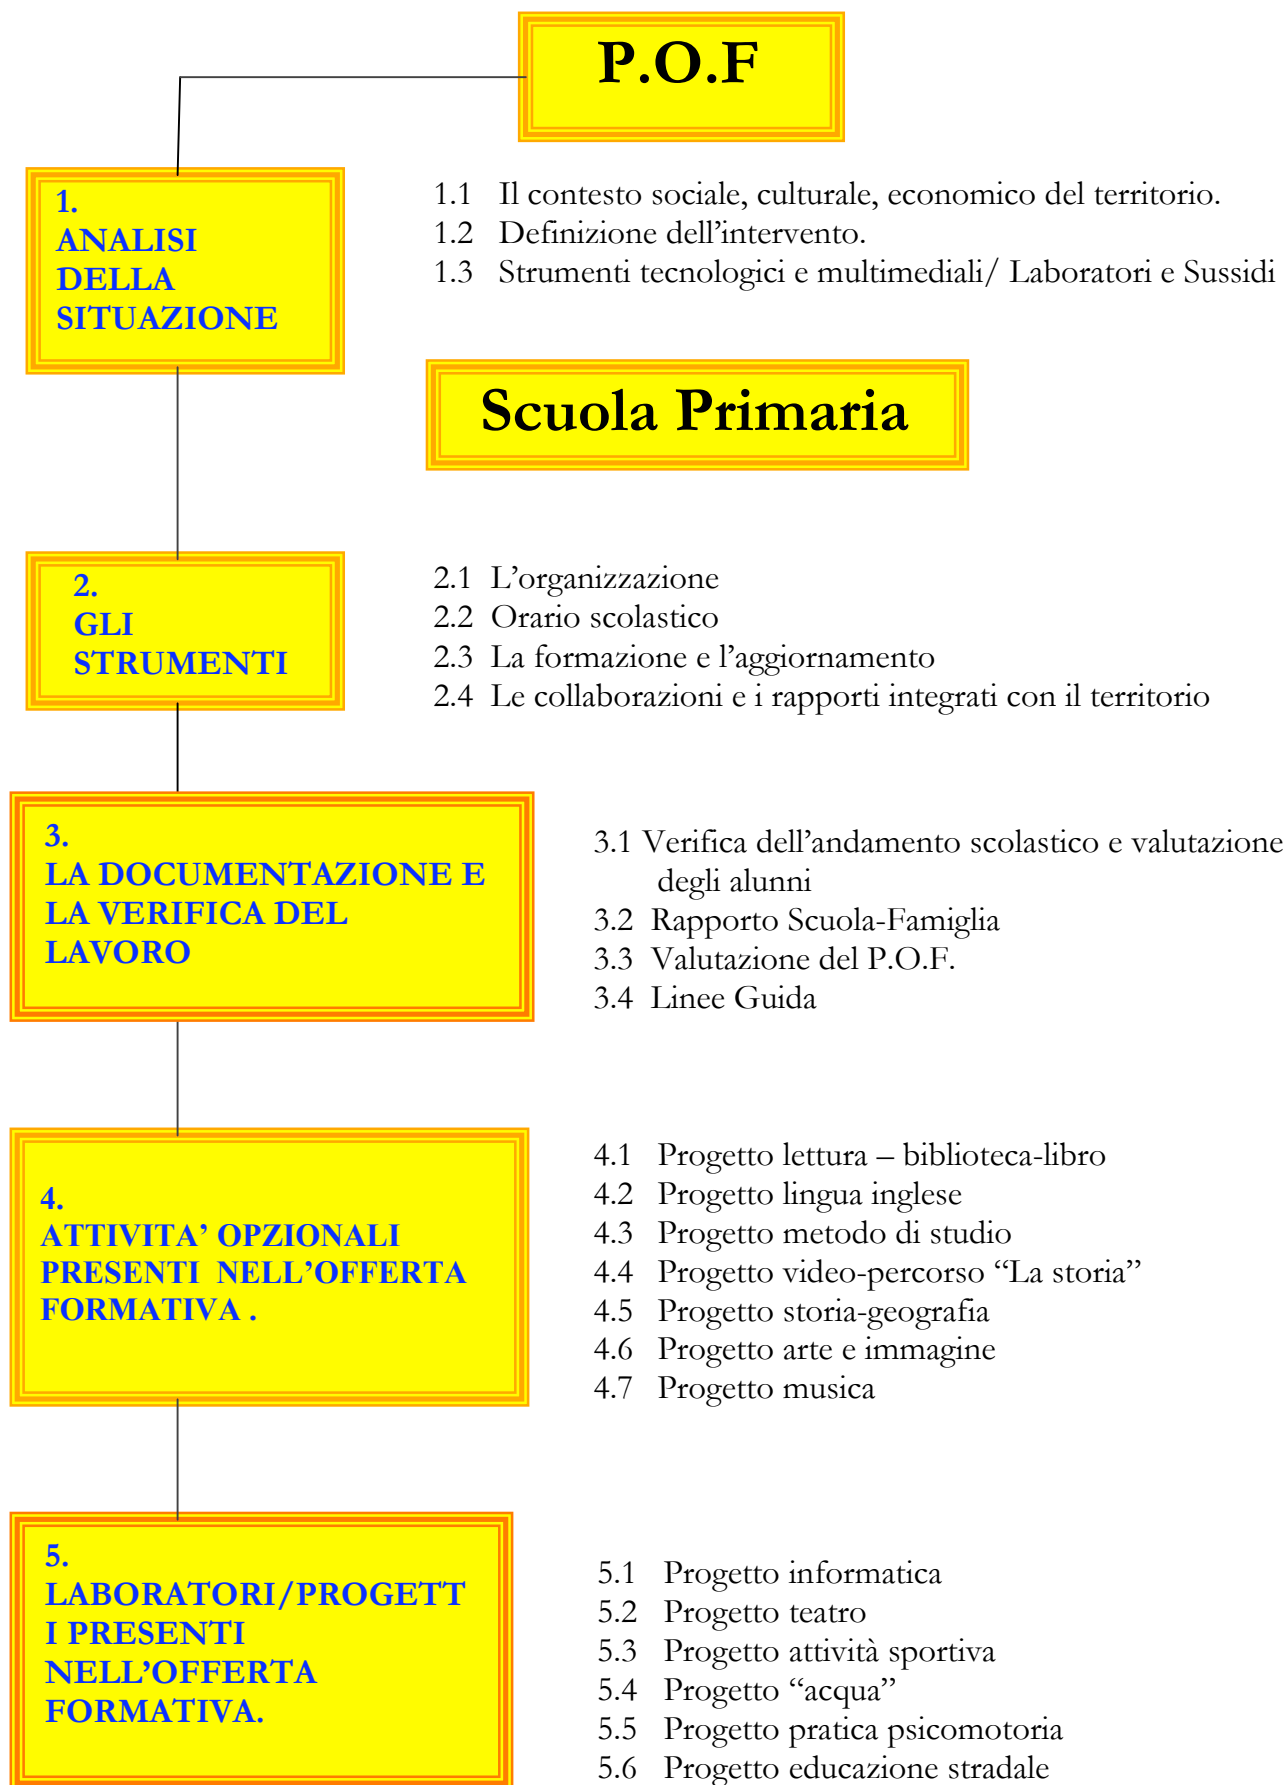 P.O.F
1.
ANALISI
DELLA
SITUAZIONE
1.1 Il contesto sociale, culturale, economico del territorio.
1.2 Definizione dell’intervento.
1.3 Strumenti tecnologici e multimediali/ Laboratori e Sussidi
Scuola Primaria
2.
GLI
STRUMENTI
2.1 L’organizzazione
2.2 Orario scolastico
2.3 La formazione e l’aggiornamento
2.4 Le collaborazioni e i rapporti integrati con il territorio
3.
LA DOCUMENTAZIONE E
LA VERIFICA DEL
LAVORO
3.1 Verifica dell’andamento scolastico e valutazione
degli alunni
3.2 Rapporto Scuola-Famiglia
3.3 Valutazione del P.O.F.
3.4 Linee Guida
4.
ATTIVITA’ OPZIONALI
PRESENTI NELL’OFFERTA
FORMATIVA .
4.1 Progetto lettura – biblioteca-libro
4.2 Progetto lingua inglese
4.3 Progetto metodo di studio
4.4 Progetto video-percorso “La storia”
4.5 Progetto storia-geografia
4.6 Progetto arte e immagine
4.7 Progetto musica
5.
LABORATORI/PROGETT
I PRESENTI
NELL’OFFERTA
FORMATIVA.
5.1 Progetto informatica
5.2 Progetto teatro
5.3 Progetto attività sportiva
5.4 Progetto “acqua”
5.5 Progetto pratica psicomotoria
5.6 Progetto educazione stradale